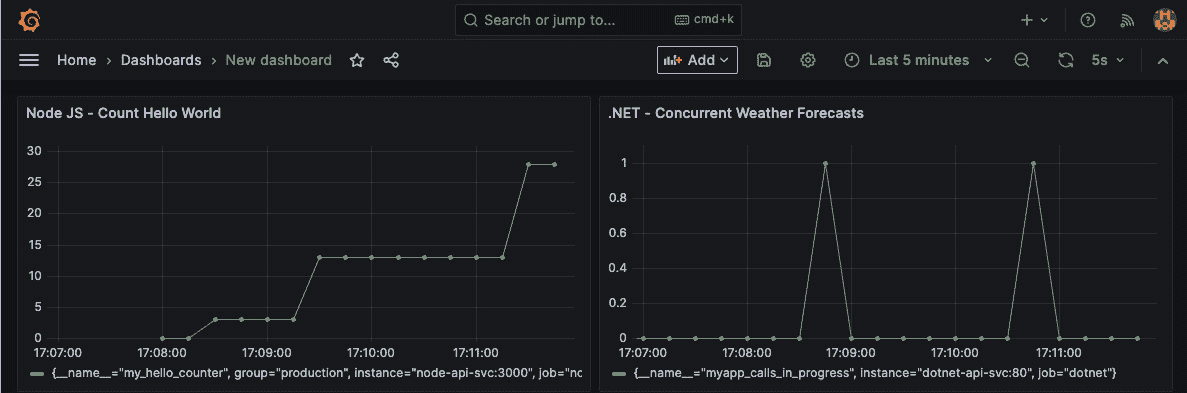 Search or jump to... cmd+k
Home › Dashboards › New dashboard Add Last 5 minutes 5s
Node JS - Count Hello World
30
25
20
15
10
5
0
17:07:00 17:08:00 17:09:00 17:10:00 17:11:00
{__name__="my_hello_counter", group="production", instance="node-api-svc:3000", job="nc
.NET - Concurrent Weather Forecasts
1
0.8
0.6
0.4
0.2
0
17:07:00 17:08:00 17:09:00 17:10:00 17:11:00
{__name__="myapp_calls_in_progress", instance="dotnet-api-svc:80", job="dotnet"}